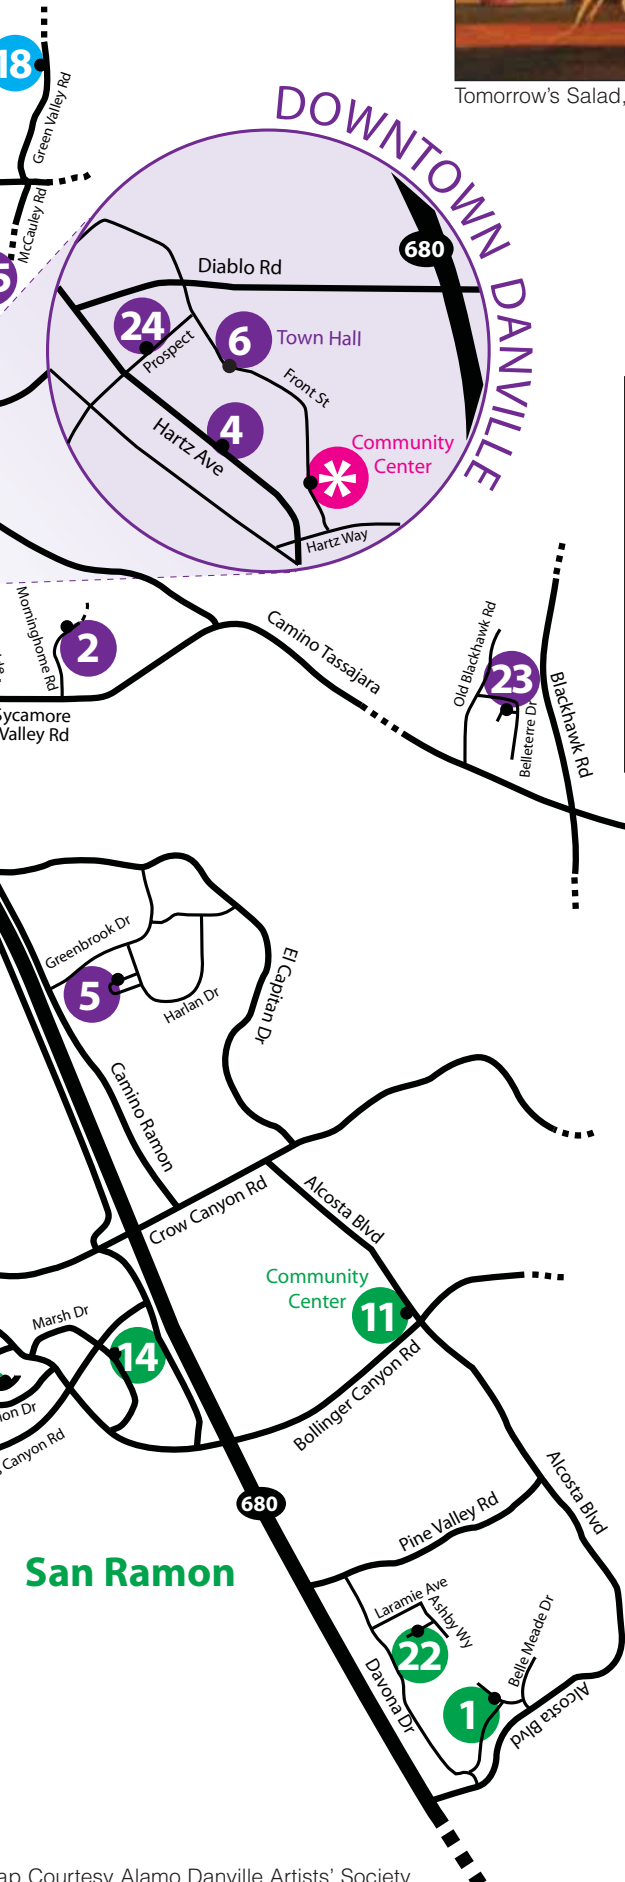 Tomorrow's Salad,
18
Green Valley Rd
McCauley Rd
5
DOWNTOWN DANVILLE
680
Diablo Rd
24
Prospect
6
Town Hall
Front St
4
Hartz Ave
Community
Center
*
Hartz Way
Morninghome Rd
2
Sycamore
Valley Rd
Camino Tassajara
Old Blackhawk Rd
23
Belleterre Dr
Blackhawk Rd
Greenbrook Dr
5
Harlan Dr
El Capitan Dr
Camino Ramon
Crow Canyon Rd
Alcosta Blvd
Community
Center
11
Marsh Dr
14
Bollinger Canyon Rd
Canyon Rd
680
Alcosta Blvd
Pine Valley Rd
San Ramon
Laramie Ave
Ashby Wy
22
Davona Dr
Belle Meade Dr
1
Alcosta Blvd
ap Courtesy Alamo Danville Artists' Society